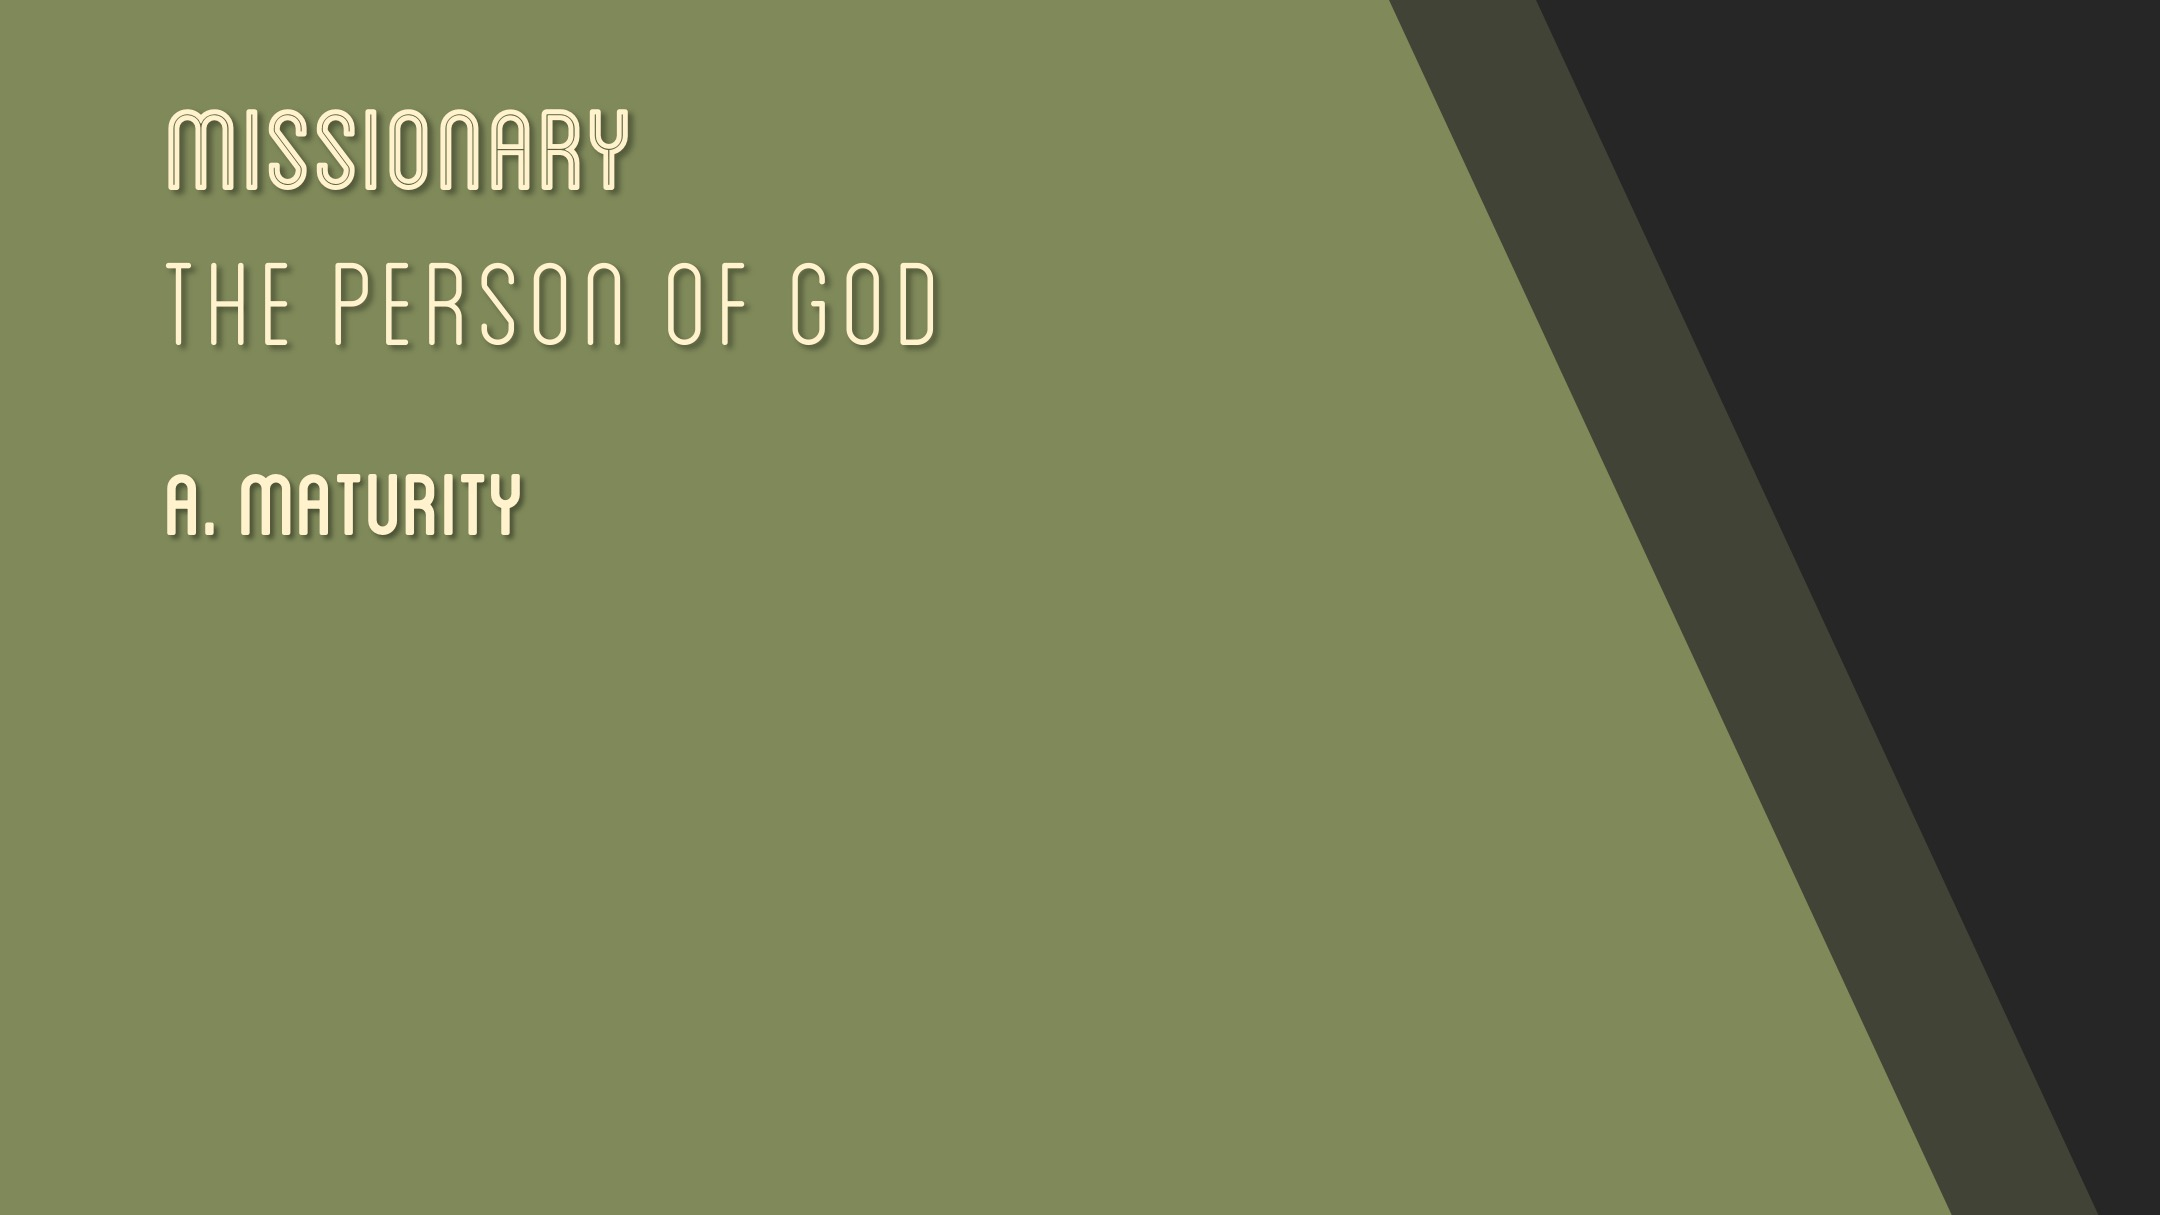 MISSIONARY
THE PERSON OF GOD
A. MATURITY